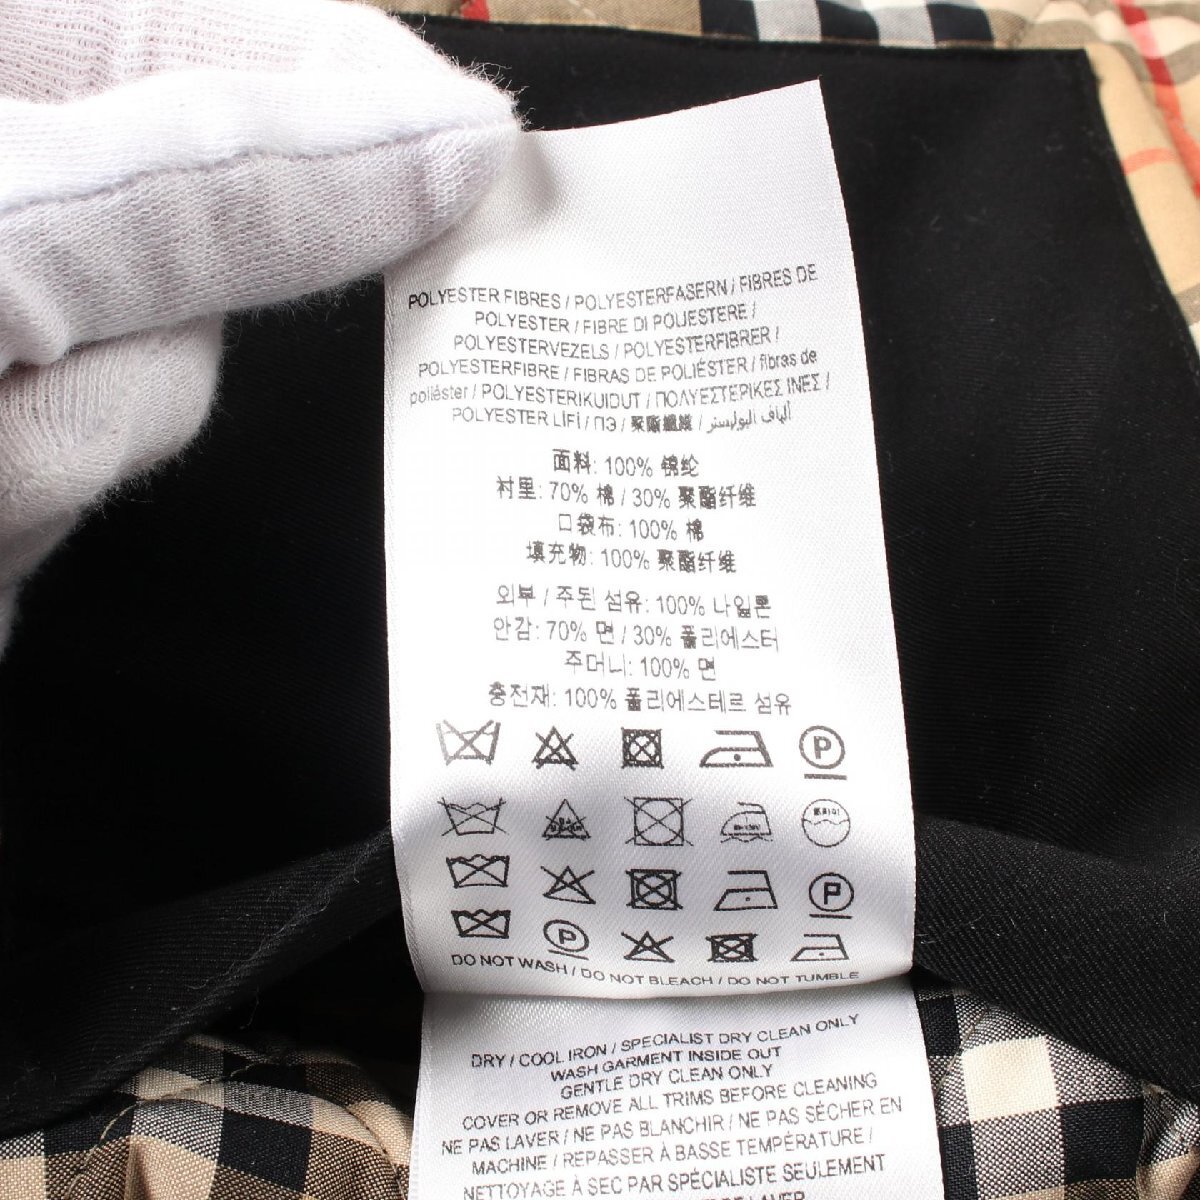 POLYESTER FIBRES / POLYESTERFASERN / FIBRES DE
POLYESTER / FIBRE DI POLIESTERE /
POLYESTERVEZELS / POLYESTERFIBRER /
POLYESTERFIBRE / FIBRAS DE POLIÉSTER / fibras de
poliéster / POLYESTERIKUIDUT / ΠΟΛΥΕΣΤΕΡΙΚΕΣ ΙΝΕΣ /
POLYESTER LİFİ / ПЭ / 聚酯纖維 / ألياف البوليستر
面料: 100% 锦纶
衬里: 70% 棉 / 30% 聚酯纤维
口袋布: 100% 棉
填充物: 100% 聚酯纤维
외부 / 주된 섬유: 100% 나일론
안감: 70% 면 / 30% 폴리에스터
주머니: 100% 면
충전재: 100% 폴리에스테르 섬유
P
P
P
DO NOT WASH / DO NOT BLEACH / DO NOT TUMBLE
DRY / COOL IRON / SPECIALIST DRY CLEAN ONLY
WASH GARMENT INSIDE OUT
GENTLE DRY CLEAN ONLY
COVER OR REMOVE ALL TRIMS BEFORE CLEANING
NE PAS LAVER / NE PAS BLANCHIR / NE PAS SÉCHER EN
MACHINE / REPASSER À BASSE TEMPÉRATURE /
NETTOYAGE À SEC PAR SPÉCIALISTE SEULEMENT